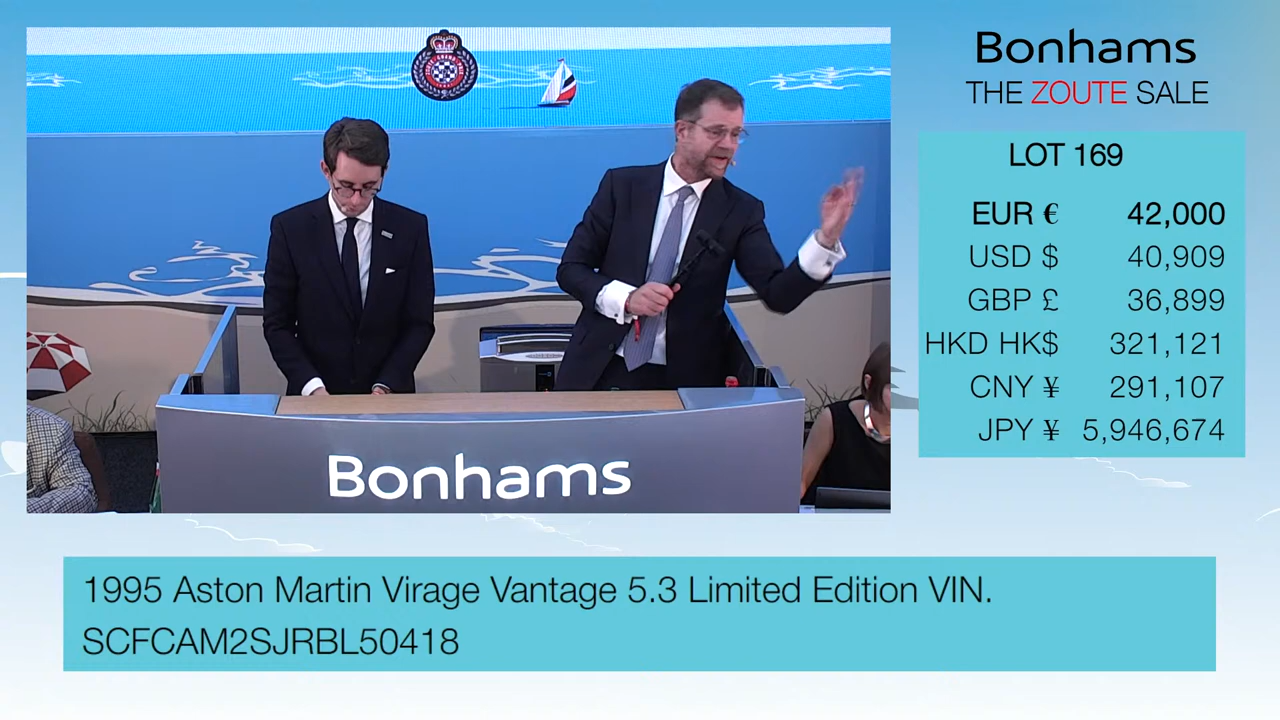 Bonhams
THE ZOUTE SALE
LOT 169
EUR € 42,000
USD $ 40,909
GBP £ 36,899
HKD HK$ 321,121
CNY ¥ 291,107
JPY ¥ 5,946,674
Bonhams
1995 Aston Martin Virage Vantage 5.3 Limited Edition VIN.
SCFCAM2SJRBL50418